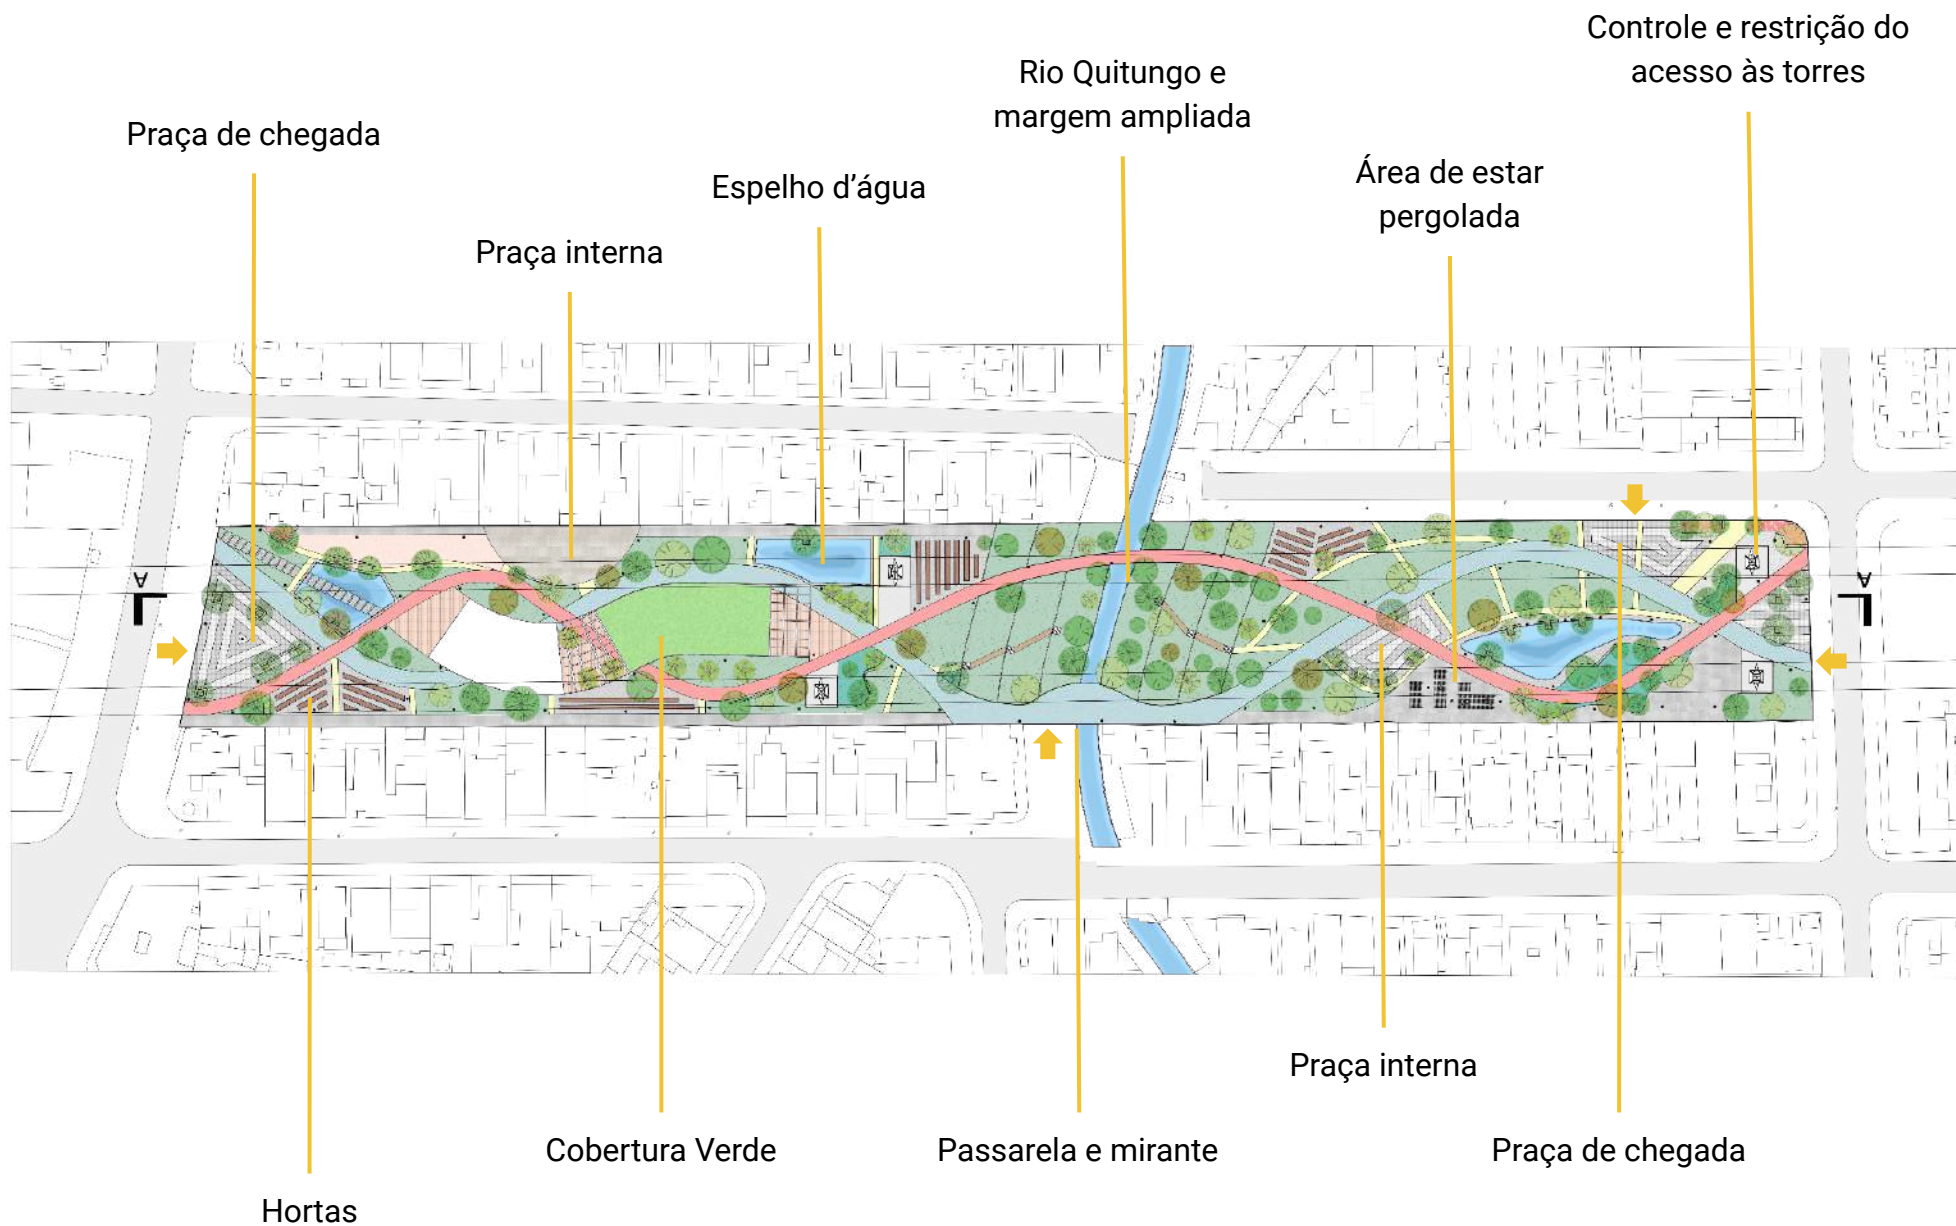 Controle e restrição do
acesso às torres
Rio Quitungo e
margem ampliada
Praça de chegada
Área de estar
pergolada
Espelho d’água
Praça interna
A
A
Praça interna
Cobertura Verde
Passarela e mirante
Praça de chegada
Hortas